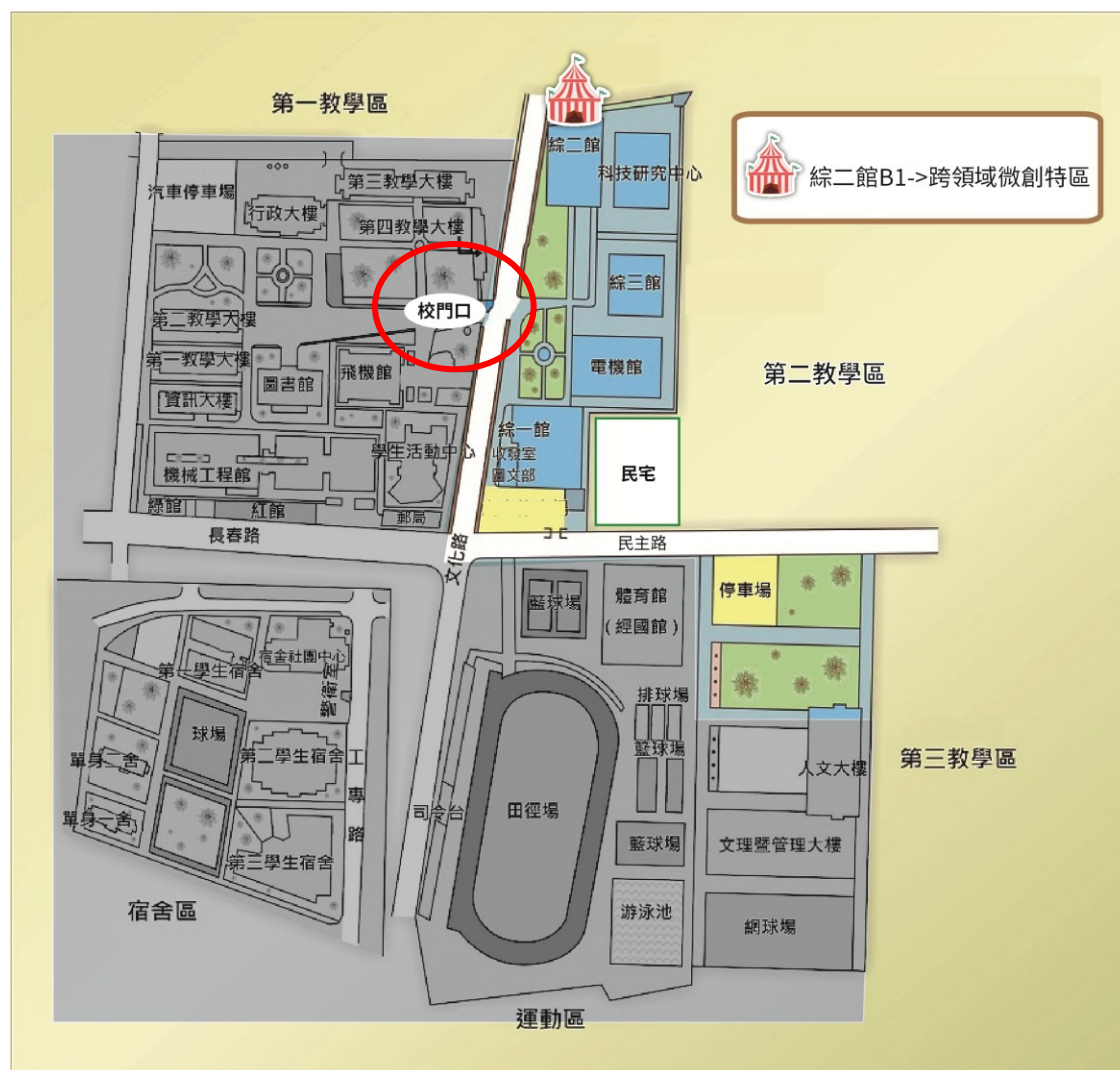 第一教學區
綜二館
科技研究中心
綜二館B1->跨領域微創特區
汽車停車場
第三教學大樓
行政大樓
第四教學大樓
綜三館
校門口
第二教學大樓
第一教學大樓
圖書館
飛機館
電機館
第二教學區
資訊大樓
綜一館
學生活動中心
收發室
圖文部
機械工程館
民宅
綠館
紅館
郵局
長春路
文化路
民主路
籃球場
體育館
(經國館)
停車場
宿舍社團中心
第一學生宿舍
警衛室
排球場
球場
籃球場
第二學生宿舍
單身二舍
工專路
人文大樓
第三教學區
司令台
田徑場
單身一舍
籃球場
文理暨管理大樓
第三學生宿舍
宿舍區
游泳池
網球場
運動區